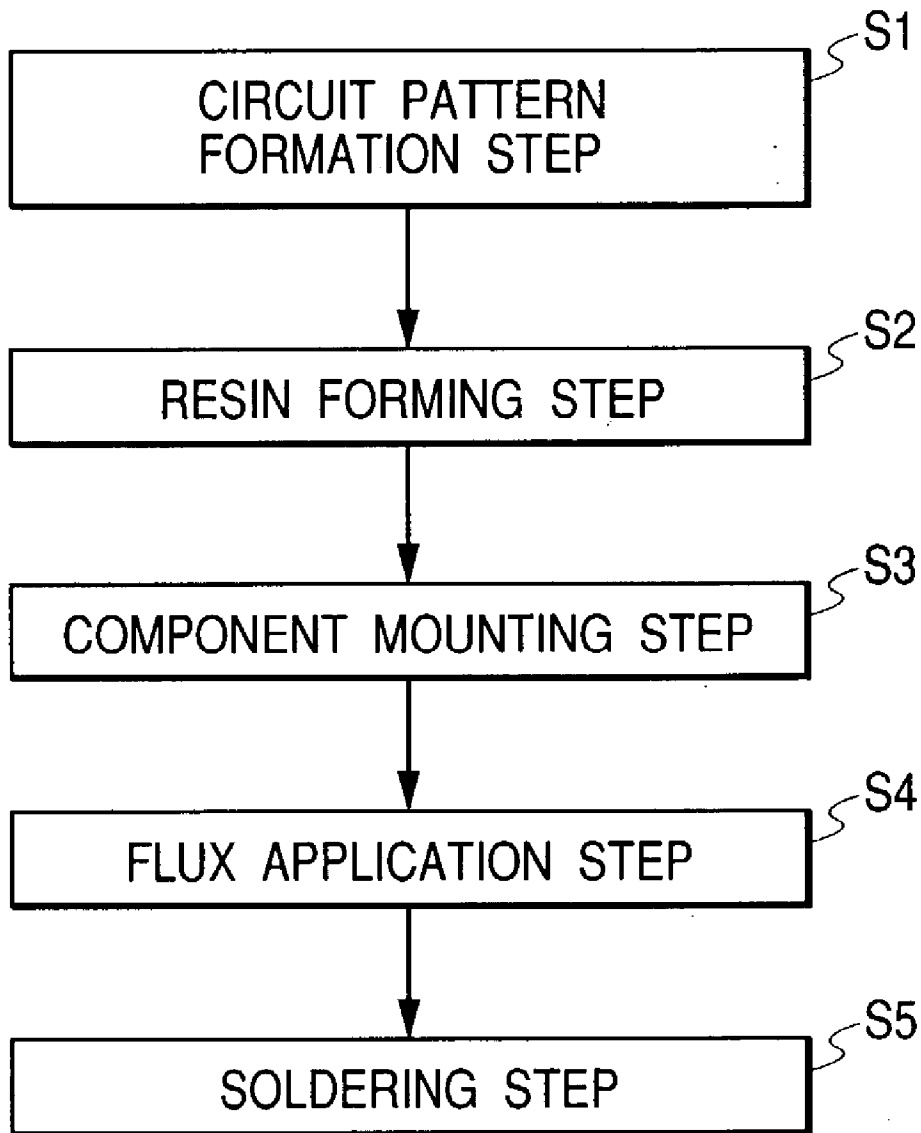 S1
CIRCUIT PATTERN
FORMATION STEP
S2
RESIN FORMING STEP
S3
COMPONENT MOUNTING STEP
S4
FLUX APPLICATION STEP
S5
SOLDERING STEP